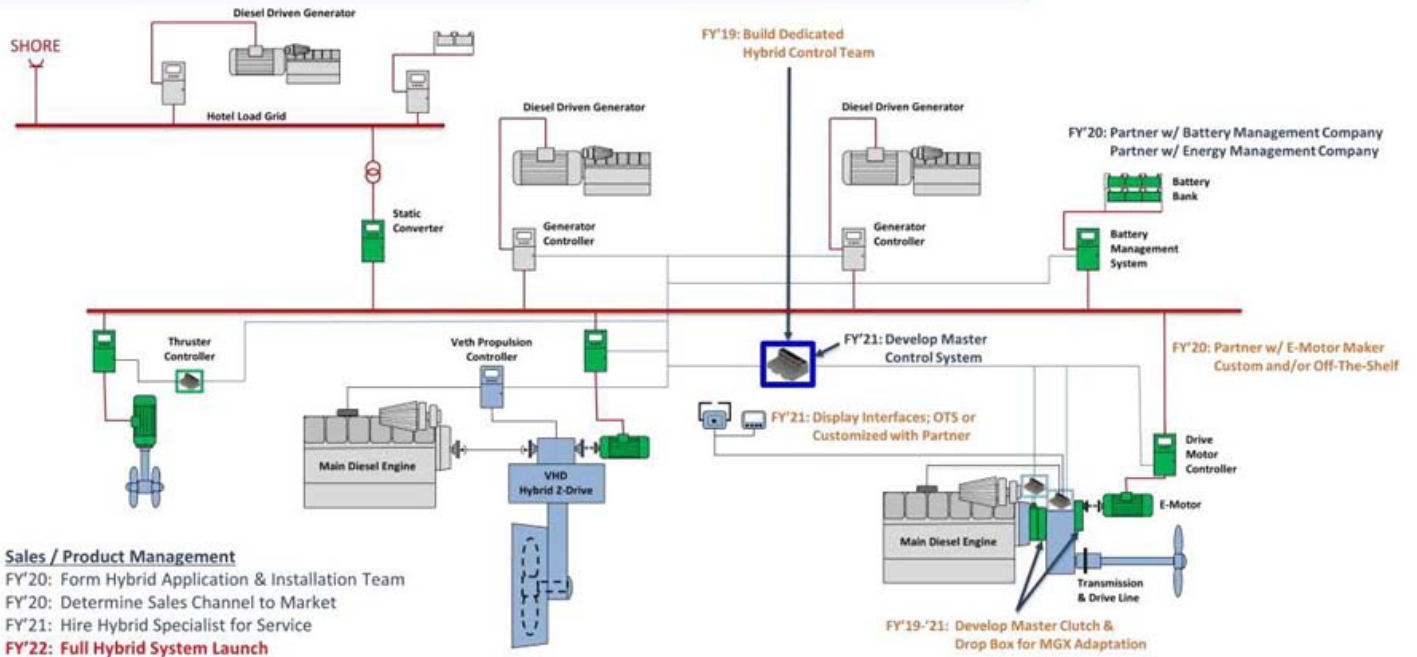 Diesel Driven Generator
SHORE
Hotel Load Grid
FY'19: Build Dedicated
Hybrid Control Team
Diesel Driven Generator
Diesel Driven Generator
FY'20: Partner w/ Battery Management Company
Partner w/ Energy Management Company
Battery
Bank
Static
Converter
Generator
Controller
Generator
Controller
Battery
Management
System
Thruster
Controller
Veth Propulsion
Controller
FY'21: Develop Master
Control System
FY'20: Partner w/ E-Motor Maker
Custom and/or Off-The-Shelf
FY'21: Display Interfaces; OTS or
Customized with Partner
Drive
Motor
Controller
Main Diesel Engine
VHD
Hybrid Z-Drive
E-Motor
Main Diesel Engine
Transmission
& Drive Line
Sales / Product Management
FY'20: Form Hybrid Application & Installation Team
FY'20: Determine Sales Channel to Market
FY'21: Hire Hybrid Specialist for Service
FY'22: Full Hybrid System Launch
FY'19-'21: Develop Master Clutch &
Drop Box for MGX Adaptation